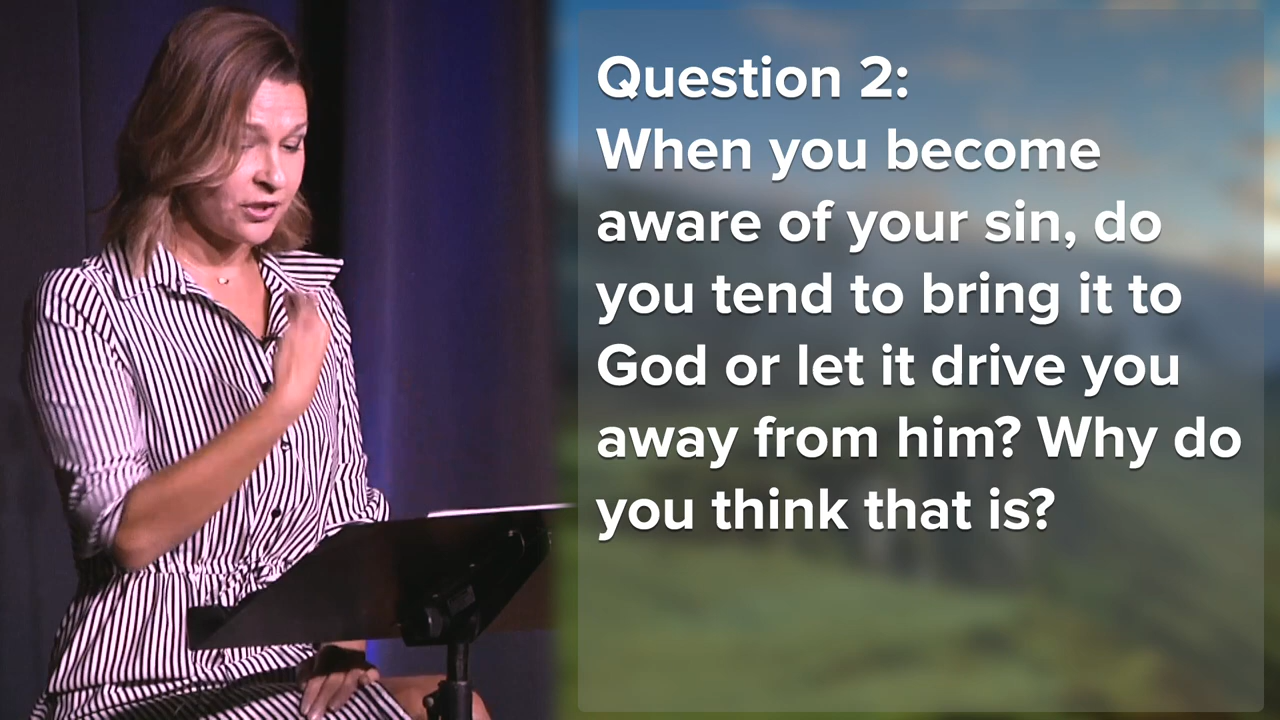 Question 2:
When you become
aware of your sin, do
you tend to bring it to
God or let it drive you
away from him? Why do
you think that is?